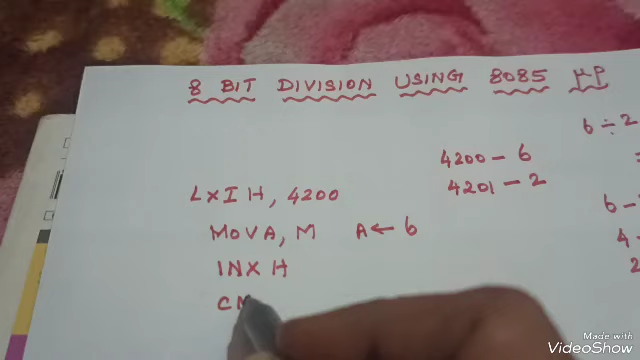 8 BIT DIVISION USING 8085 μP
6 ÷ 2
4200 - 6
4201 - 2
LXI H, 4200
MOV A, M A ← 6
INX H
6 -
4 -
2
Made with
VideoShow